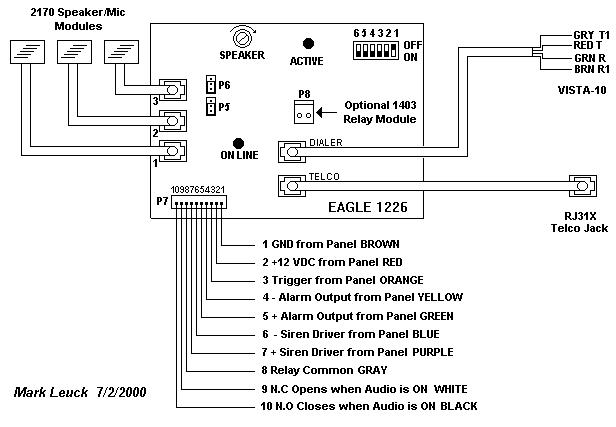 2170 Speaker/Mic
Modules
SPEAKER
ACTIVE
6 5 4 3 2 1
OFF
ON
GRY T1
RED T
GRN R
BRN R1
VISTA-10
P6
P5
3
2
1
P8
Optional 1403
Relay Module
ON LINE
DIALER
TELCO
RJ31X
Telco Jack
P7
10987654321
EAGLE 1226
1 GND from Panel BROWN
2 +12 VDC from Panel RED
3 Trigger from Panel ORANGE
4 - Alarm Output from Panel YELLOW
5 + Alarm Output from Panel GREEN
6 - Siren Driver from Panel BLUE
7 + Siren Driver from Panel PURPLE
8 Relay Common GRAY
9 N.C Opens when Audio is ON WHITE
10 N.O Closes when Audio is ON BLACK
Mark Leuck 7/2/2000